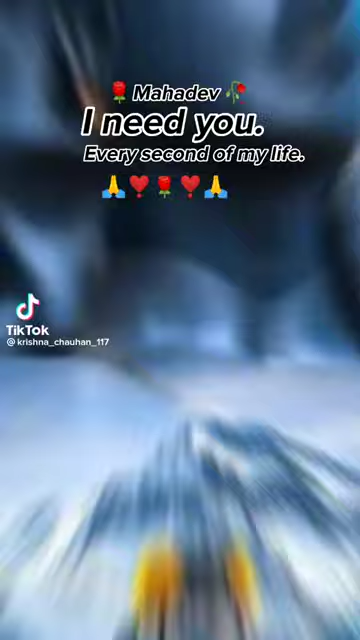 🌹 Mahadev 🥀
I need you.
Every second of my life.
🙏❣️🌹❣️🙏
TikTok
@krishna_chauhan_117